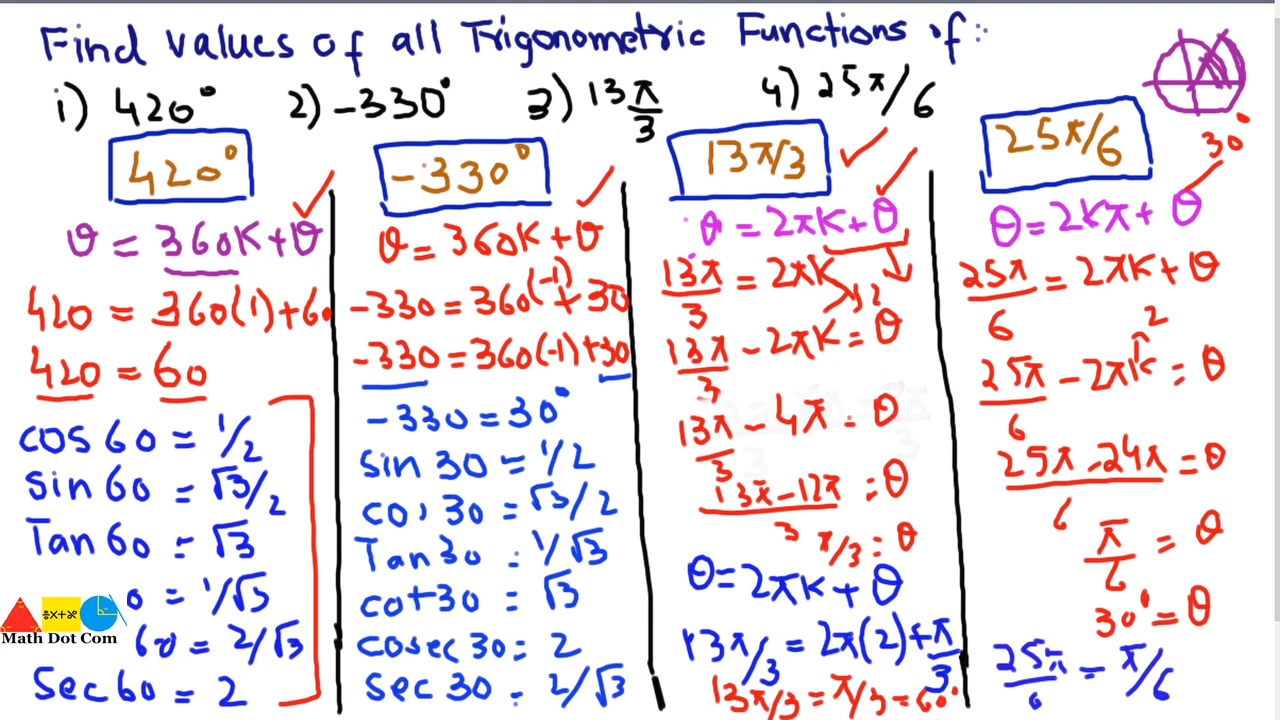 Find values of all Trigonometric Functions of:
i) 420° 2) -330° 3) 13π/3 4) 25π/6
420°
θ = 360K + θ
420 = 360(1) + 60
420 = 60
cos 60 = 1/2
sin 60 = √3/2
Tan 60 = √3
0 = 1/√3
60 = 2/√3
Sec 60 = 2
Math Dot Com
-330°
θ = 360K + θ
-330 = 360(-1) + 30
-330 = 360(-1) + 30
-330 = 30°
sin 30 = 1/2
cos 30 = √3/2
Tan 30 = 1/√3
cot 30 = √3
cosec 30 = 2
sec 30 = 2/√3
13π/3
θ = 2πK + θ
13π/3 = 2πK
2
13π/3 - 2πK = θ
13π/3 - 4π = θ
13π - 12π / 3 = θ
π/3 = θ
θ = 2πK + θ
13π/3 = 2π(2) + π/3
13π/3 = π/3 = 60°
30°
25π/6
θ = 2Kπ + θ
25π/6 = 2πK + θ
2
25π/6 - 2πK = θ
25π - 24π / 6 = θ
π/6 = θ
30° = θ
25π/6 = π/6